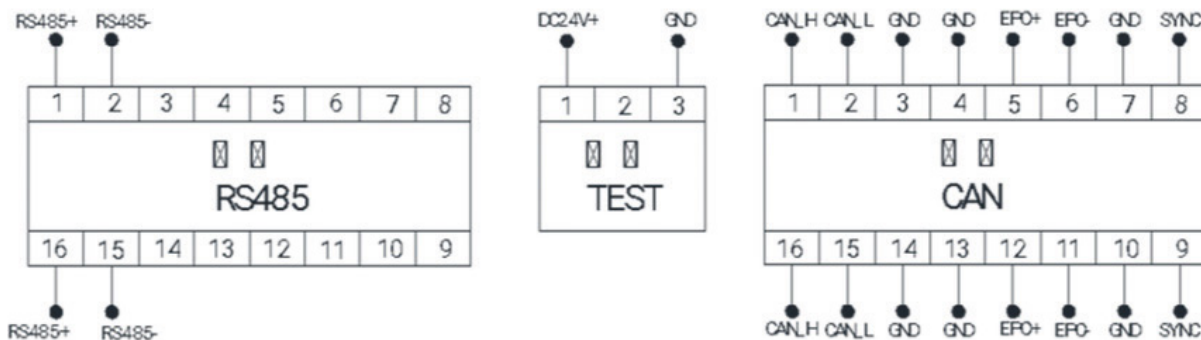 RS485+ RS485- DC24V+ GND CAN_H CAN_L GND GND EPO+ EPO- GND SYNC
1 2 3 4 5 6 7 8 1 2 3 1 2 3 4 5 6 7 8
RS485 TEST CAN
16 15 14 13 12 11 10 9 16 15 14 13 12 11 10 9
RS485+ RS485- CAN_H CAN_L GND GND EPO+ EPO- GND SYNC